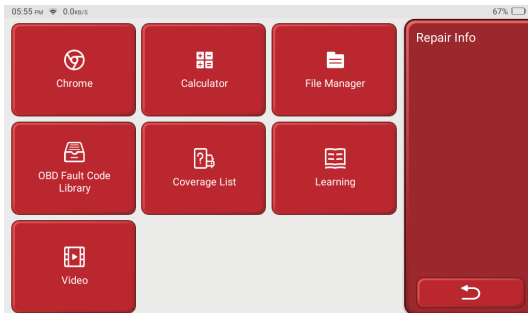 05:55 PM 0.0KB/S 67%
Repair Info
Chrome
Calculator
File Manager
OBD Fault Code
Library
Coverage List
Learning
Video